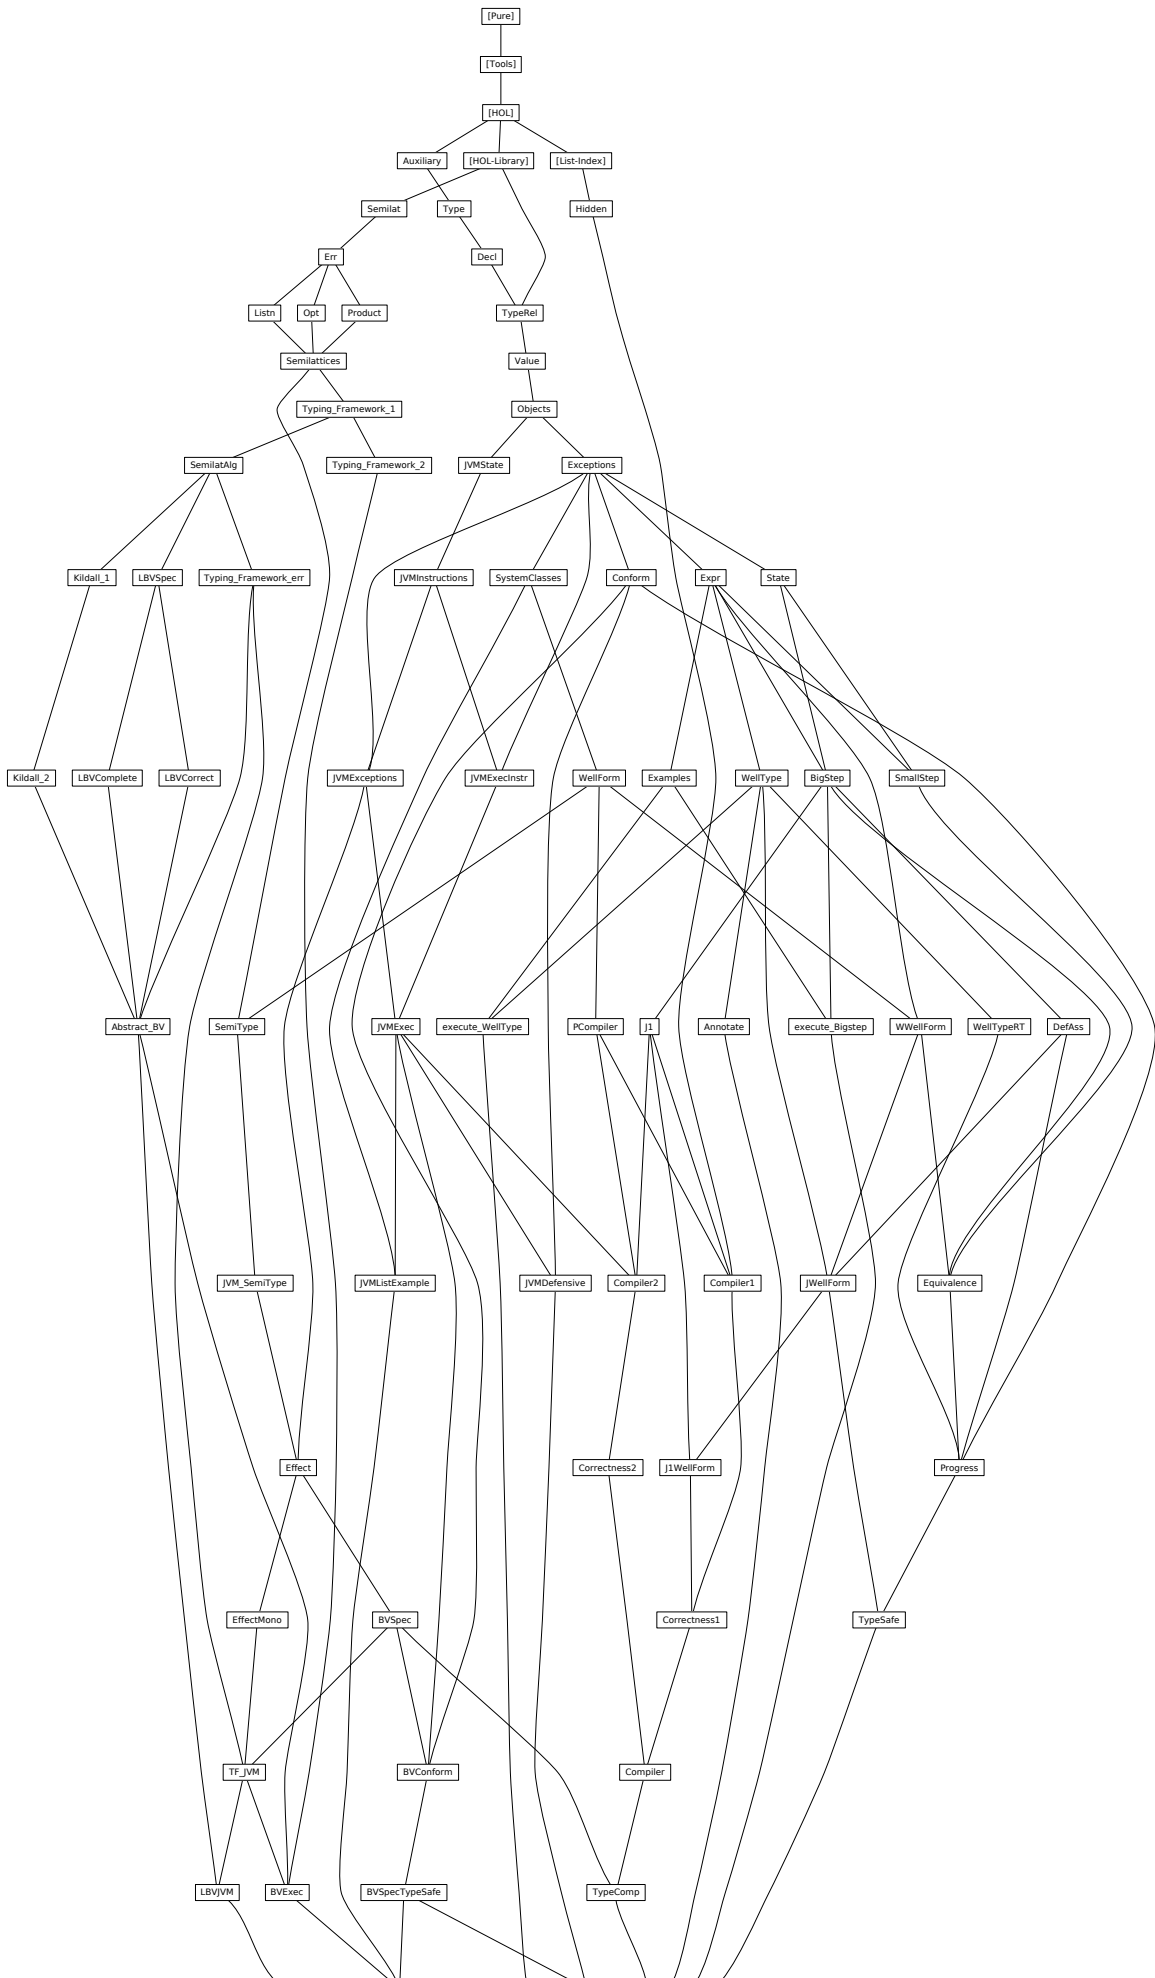 [Pure]
[Tools]
[HOL]
Auxiliary [HOL-Library] [List-Index]
Semilat Type Hidden
Err Decl
Listn Opt Product TypeRel
Semilattices Value
Typing_Framework_1 Objects
SemilatAlg Typing_Framework_2 JVMState Exceptions
Kildall_1 LBVSpec Typing_Framework_err JVMInstructions SystemClasses Conform Expr State
Kildall_2 LBVComplete LBVCorrect JVMExceptions JVMExecInstr WellForm Examples WellType BigStep SmallStep
Abstract_BV SemiType JVMExec execute_WellType PCompiler J1 Annotate execute_Bigstep WWellForm WellTypeRT DefAss
JVM_SemiType JVMListExample JVMDefensive Compiler2 Compiler1 JWellForm Equivalence
Effect Correctness2 J1WellForm Progress
EffectMono BVSpec Correctness1 TypeSafe
TF_JVM BVConform Compiler
LBVJVM BVExec BVSpecTypeSafe TypeComp